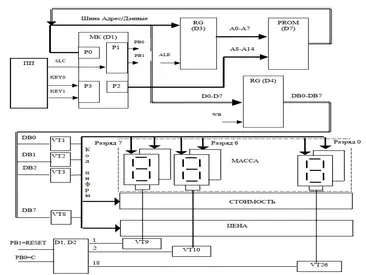 Шина Адрес/Данные
RG
(D3)
A0-A7
PROM
(D7)
МК (D1)
P0
P1
PB0
PB1
ALE
A8-A14
ПП
SLC
KEY0
KEY1
P3
P2
RG (D4)
D0-D7
DB0-DB7
WR
DB0
VT1
DB1
VT2
DB2
VT3
DB7
VT8
Код цифры
Разряд 7
Разряд 6
Разряд 0
МАССА
СТОИМОСТЬ
ЦЕНА
PB1=RESET
PB0=C
D1, D2
1
2
18
VT9
VT10
VT26